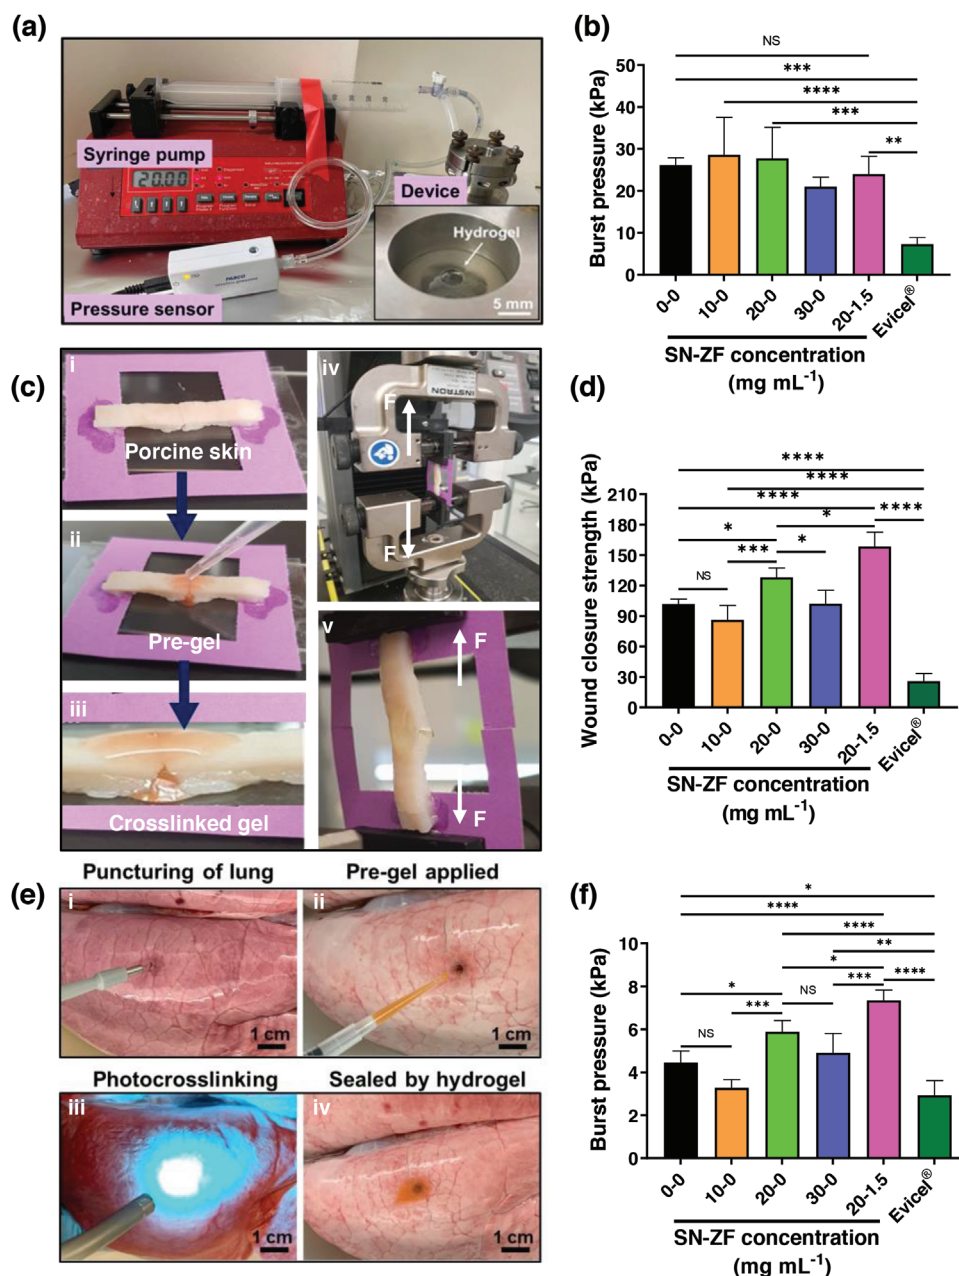 (a)
Syringe pump
20.00
Device
Hydrogel
5 mm
PASCO
Pressure sensor
(b)
NS
***
****
***
**
Burst pressure (kPa)
50
40
30
20
10
0
0-0
10-0
20-0
30-0
20-1.5
Evicel®
SN-ZF concentration
(mg mL-1)
(c)
i
Porcine skin
ii
Pre-gel
iii
Crosslinked gel
iv
INSTRON
F
F
v
F
F
(d)
****
****
****
*
****
*
***
*
NS
Wound closure strength (kPa)
210
180
150
120
90
60
30
0
0-0
10-0
20-0
30-0
20-1.5
Evicel®
SN-ZF concentration
(mg mL-1)
(e)
Puncturing of lung
i
1 cm
Pre-gel applied
ii
1 cm
Photocrosslinking
iii
1 cm
Sealed by hydrogel
iv
1 cm
(f)
*
****
****
**
*
***
****
*
NS
***
NS
Burst pressure (kPa)
10
8
6
4
2
0
0-0
10-0
20-0
30-0
20-1.5
Evicel®
SN-ZF concentration
(mg mL-1)